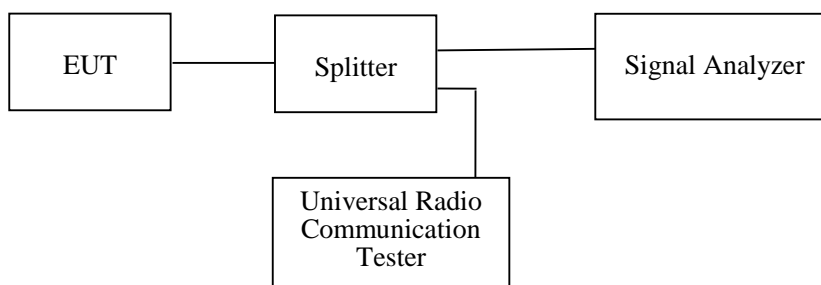 EUT
Splitter
Signal Analyzer
Universal Radio
Communication
Tester